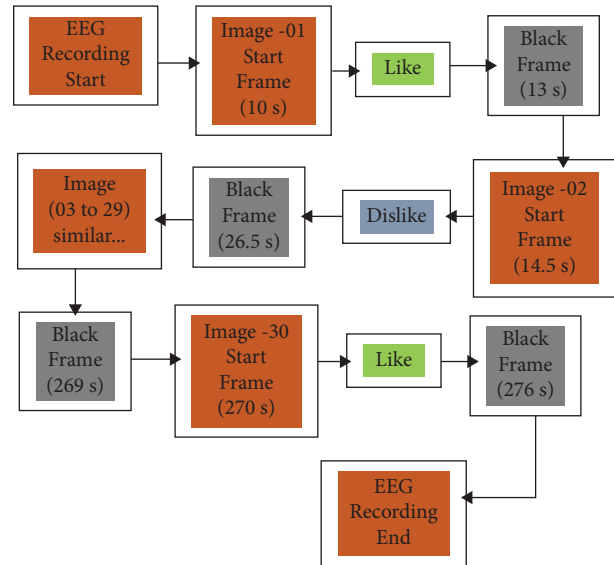 EEG
Recording
Start
Image -01
Start
Frame
(10 s)
Like
Black
Frame
(13 s)
Image -02
Start
Frame
(14.5 s)
Dislike
Black
Frame
(26.5 s)
Image
(03 to 29)
similar...
Black
Frame
(269 s)
Image -30
Start
Frame
(270 s)
Like
Black
Frame
(276 s)
EEG
Recording
End